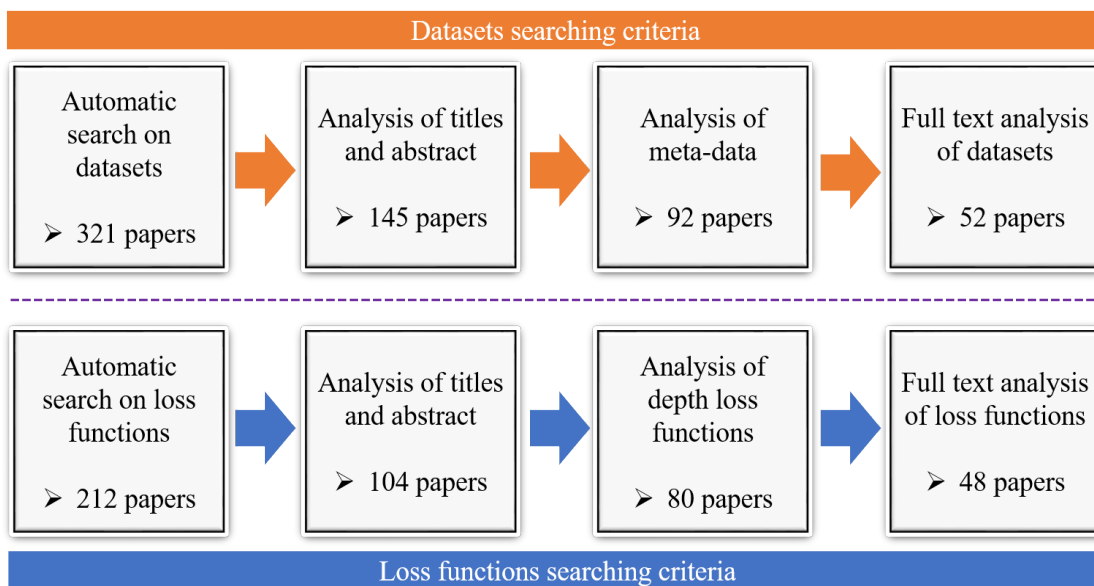 Datasets searching criteria
Automatic
search on
datasets
➢ 321 papers
Analysis of titles
and abstract
➢ 145 papers
Analysis of
meta-data
➢ 92 papers
Full text analysis
of datasets
➢ 52 papers
Automatic
search on loss
functions
➢ 212 papers
Analysis of titles
and abstract
➢ 104 papers
Analysis of
depth loss
functions
➢ 80 papers
Full text analysis
of loss functions
➢ 48 papers
Loss functions searching criteria